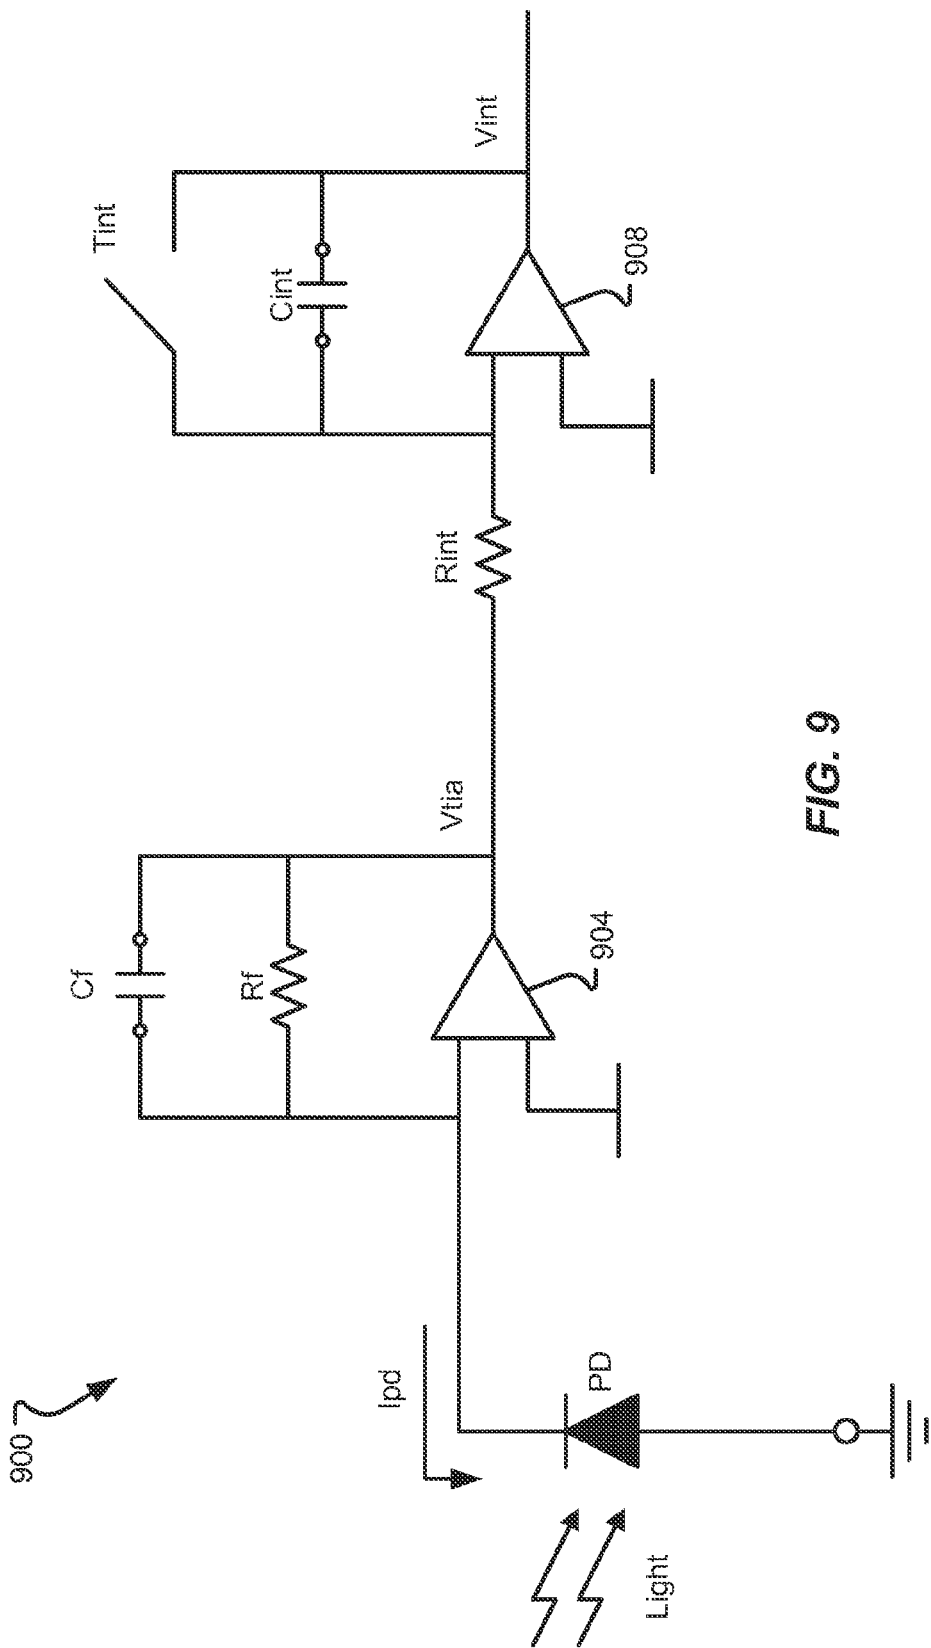 900
Light
Ipd
PD
Cf
Rf
904
Vtia
Rint
Tint
Cint
908
Vint
FIG. 9